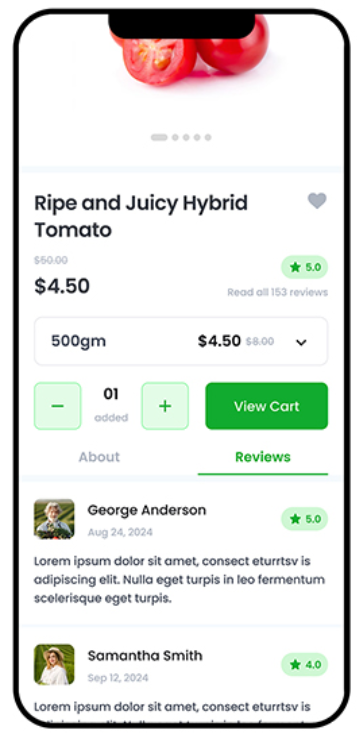 Ripe and Juicy Hybrid
Tomato
$50.00
5.0
$4.50
Read all 153 reviews
500gm $4.50 $8.00
− 01 + View Cart
added
About Reviews
George Anderson
5.0
Aug 24, 2024
Lorem ipsum dolor sit amet, consect eturrtsv is
adipiscing elit. Nulla eget turpis in leo fermentum
scelerisque eget turpis.
Samantha Smith
4.0
Sep 12, 2024
Lorem ipsum dolor sit amet, consect eturrtsv is